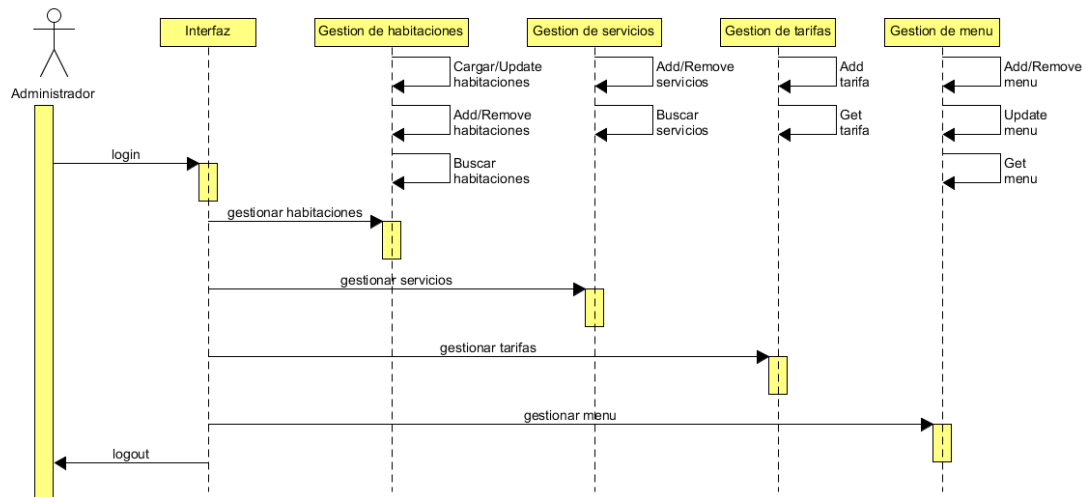 Interfaz
Gestion de habitaciones
Gestion de servicios
Gestion de tarifas
Gestion de menu
Administrador
Cargar/Update
habitaciones
Add/Remove
servicios
Add
tarifa
Add/Remove
menu
Add/Remove
habitaciones
Buscar
servicios
Get
tarifa
Update
menu
login
Buscar
habitaciones
Get
menu
gestionar habitaciones
gestionar servicios
gestionar tarifas
gestionar menu
logout